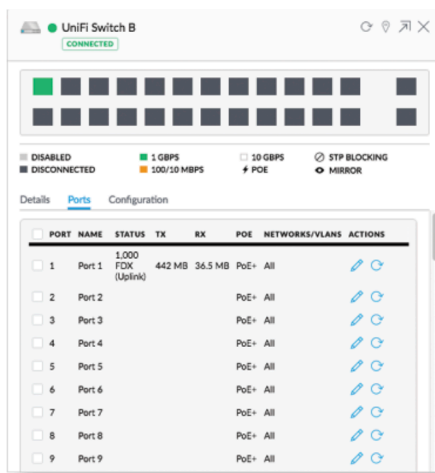 UniFi Switch B
CONNECTED
DISABLED 1 GBPS 10 GBPS STP BLOCKING
DISCONNECTED 100/10 MBPS POE MIRROR
Details Ports Configuration
PORT NAME STATUS TX RX POE NETWORKS/VLANS ACTIONS
1 Port 1 1,000 FDX (Uplink) 442 MB 36.5 MB PoE+ All
2 Port 2 PoE+ All
3 Port 3 PoE+ All
4 Port 4 PoE+ All
5 Port 5 PoE+ All
6 Port 6 PoE+ All
7 Port 7 PoE+ All
8 Port 8 PoE+ All
9 Port 9 PoE+ All